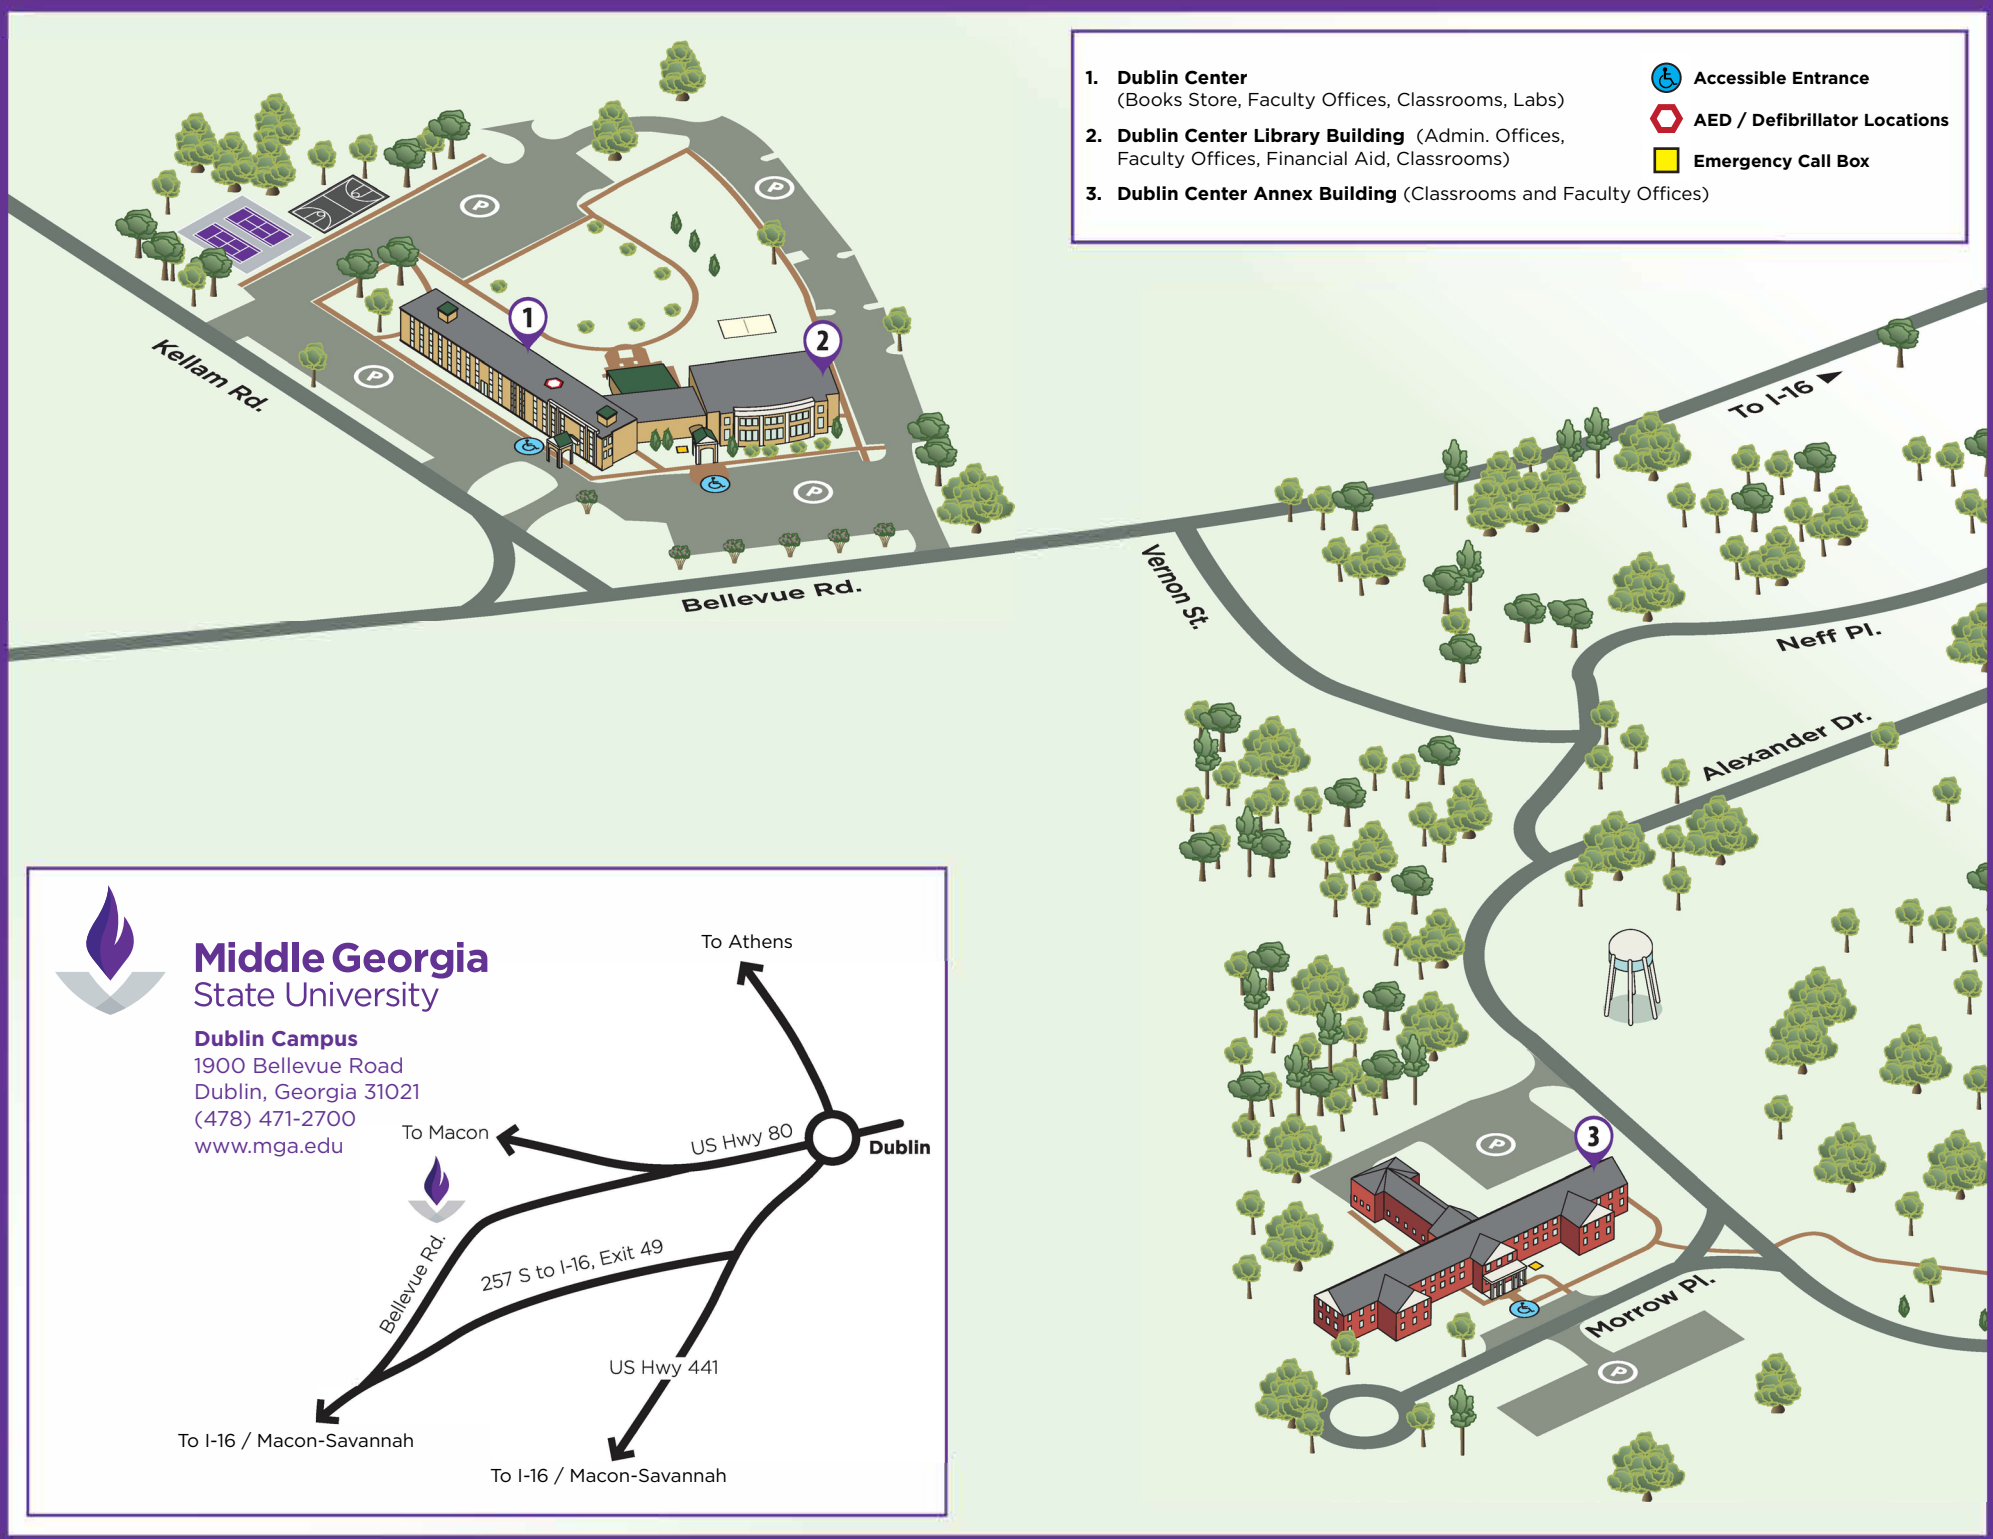 1. Dublin Center
(Books Store, Faculty Offices, Classrooms, Labs)
2. Dublin Center Library Building (Admin. Offices,
Faculty Offices, Financial Aid, Classrooms)
3. Dublin Center Annex Building (Classrooms and Faculty Offices)
Accessible Entrance
AED / Defibrillator Locations
Emergency Call Box
P
P
1
2
P
P
Kellam Rd.
Bellevue Rd.
To I-16
Vernon St.
Neff Pl.
Alexander Dr.
P
3
Morrow Pl.
P
Middle Georgia
State University
Dublin Campus
1900 Bellevue Road
Dublin, Georgia 31021
(478) 471-2700
www.mga.edu
To Athens
To Macon
US Hwy 80
Dublin
Bellevue Rd.
257 S to I-16, Exit 49
US Hwy 441
To I-16 / Macon-Savannah
To I-16 / Macon-Savannah